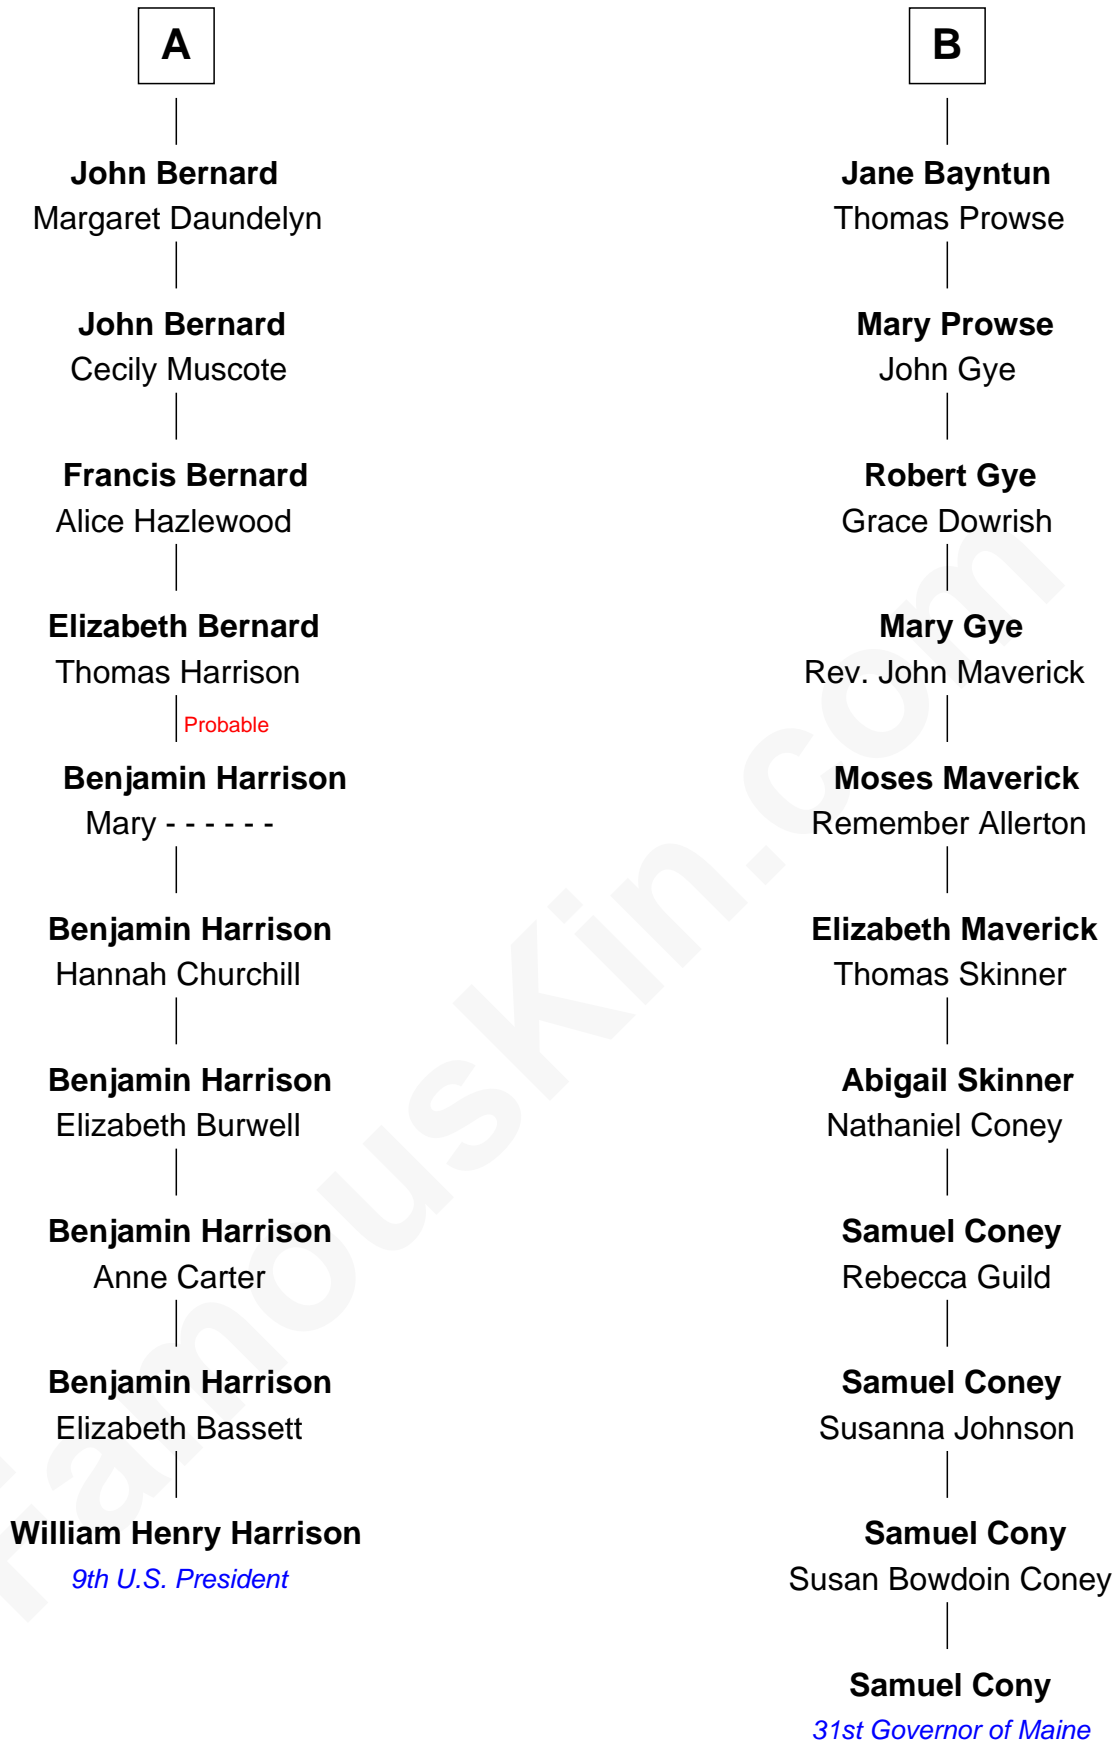 A
John Bernard
Margaret Daundelyn
John Bernard
Cecily Muscote
Francis Bernard
Alice Hazlewood
Elizabeth Bernard
Thomas Harrison
Probable
Benjamin Harrison
Mary - - - - - -
Benjamin Harrison
Hannah Churchill
Benjamin Harrison
Elizabeth Burwell
Benjamin Harrison
Anne Carter
Benjamin Harrison
Elizabeth Bassett
William Henry Harrison
9th U.S. President
B
Jane Bayntun
Thomas Prowse
Mary Prowse
John Gye
Robert Gye
Grace Dowrish
Mary Gye
Rev. John Maverick
Moses Maverick
Remember Allerton
Elizabeth Maverick
Thomas Skinner
Abigail Skinner
Nathaniel Coney
Samuel Coney
Rebecca Guild
Samuel Coney
Susanna Johnson
Samuel Cony
Susan Bowdoin Coney
Samuel Cony
31st Governor of Maine
FamousKin.com